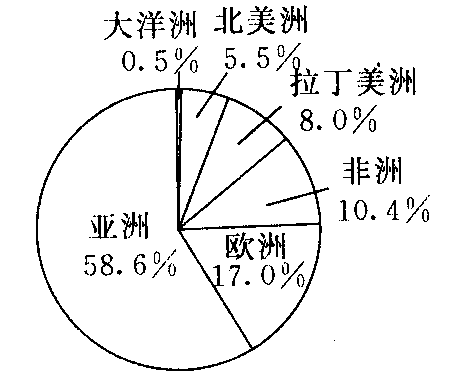 大洋洲
0.5%
北美洲
5.5%
拉丁美洲
8.0%
非洲
10.4%
欧洲
17.0%
亚洲
58.6%